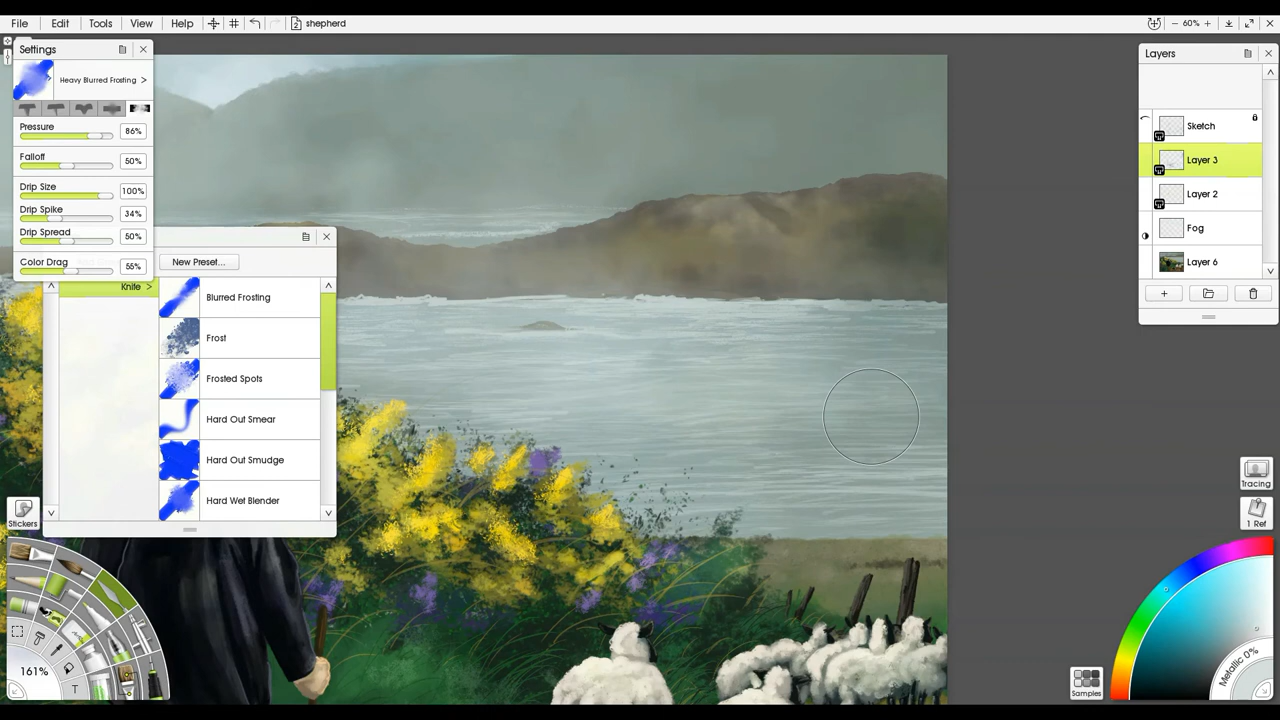 File Edit Tools View Help shepherd 60%
Settings
Heavy Blurred Frosting >
Pressure 86%
Falloff 50%
Drip Size 100%
Drip Spike 34%
Drip Spread 50%
Color Drag 55%
New Preset...
Knife >
Blurred Frosting
Frost
Frosted Spots
Hard Out Smear
Hard Out Smudge
Hard Wet Blender
Stickers
161%
T
Layers
Sketch
Layer 3
Layer 2
Fog
Layer 6
Tracing
1 Ref
Metallic 0%
Samples